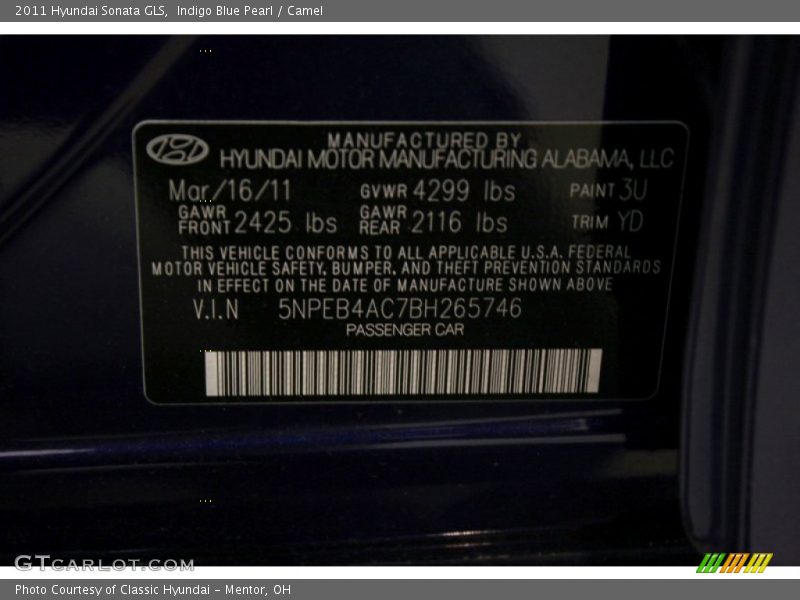 2011 Hyundai Sonata GLS,  Indigo Blue Pearl / Camel
MANUFACTURED BY
HYUNDAI MOTOR MANUFACTURING ALABAMA, LLC
Mar/16/11 GVWR 4299 lbs PAINT 3U
GAWR FRONT 2425 lbs GAWR REAR 2116 lbs TRIM YD
THIS VEHICLE CONFORMS TO ALL APPLICABLE U.S.A. FEDERAL
MOTOR VEHICLE SAFETY, BUMPER, AND THEFT PREVENTION STANDARDS
IN EFFECT ON THE DATE OF MANUFACTURE SHOWN ABOVE
V.I.N 5NPEB4AC7BH265746
PASSENGER CAR
GTCARLOT.COM
Photo Courtesy of Classic Hyundai - Mentor, OH